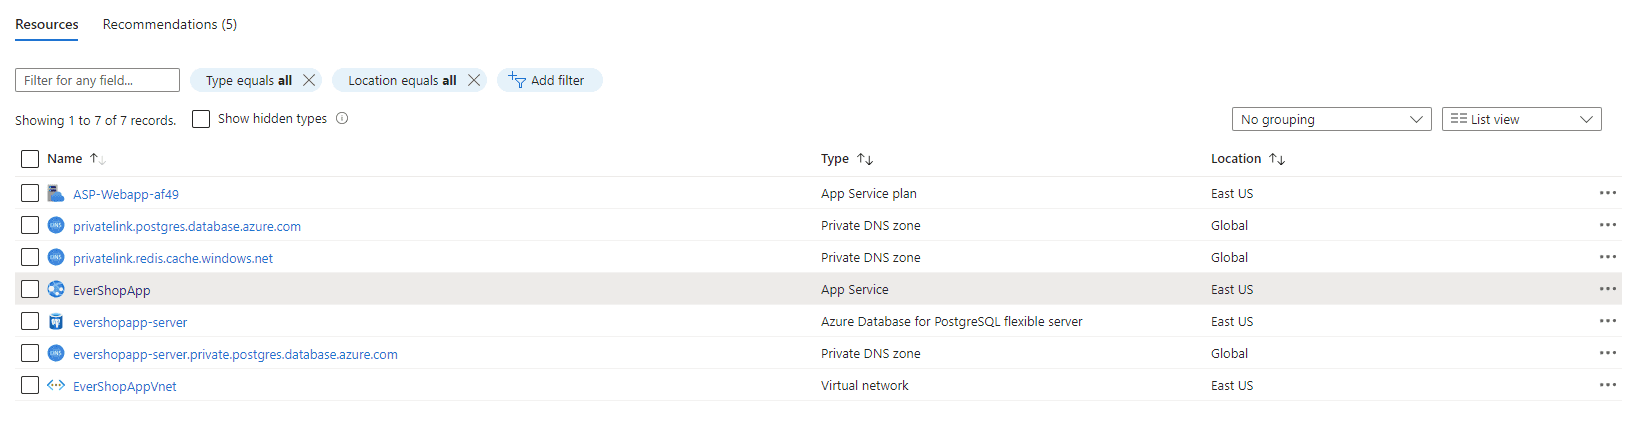 Resources Recommendations (5)
Filter for any field... Type equals all Location equals all Add filter
Showing 1 to 7 of 7 records. Show hidden types No grouping List view
Name Type Location
ASP-Webapp-af49 App Service plan East US
DNS privatelink.postgres.database.azure.com Private DNS zone Global
DNS privatelink.redis.cache.windows.net Private DNS zone Global
EverShopApp App Service East US
evershopapp-server Azure Database for PostgreSQL flexible server East US
DNS evershopapp-server.private.postgres.database.azure.com Private DNS zone Global
EverShopAppVnet Virtual network East US